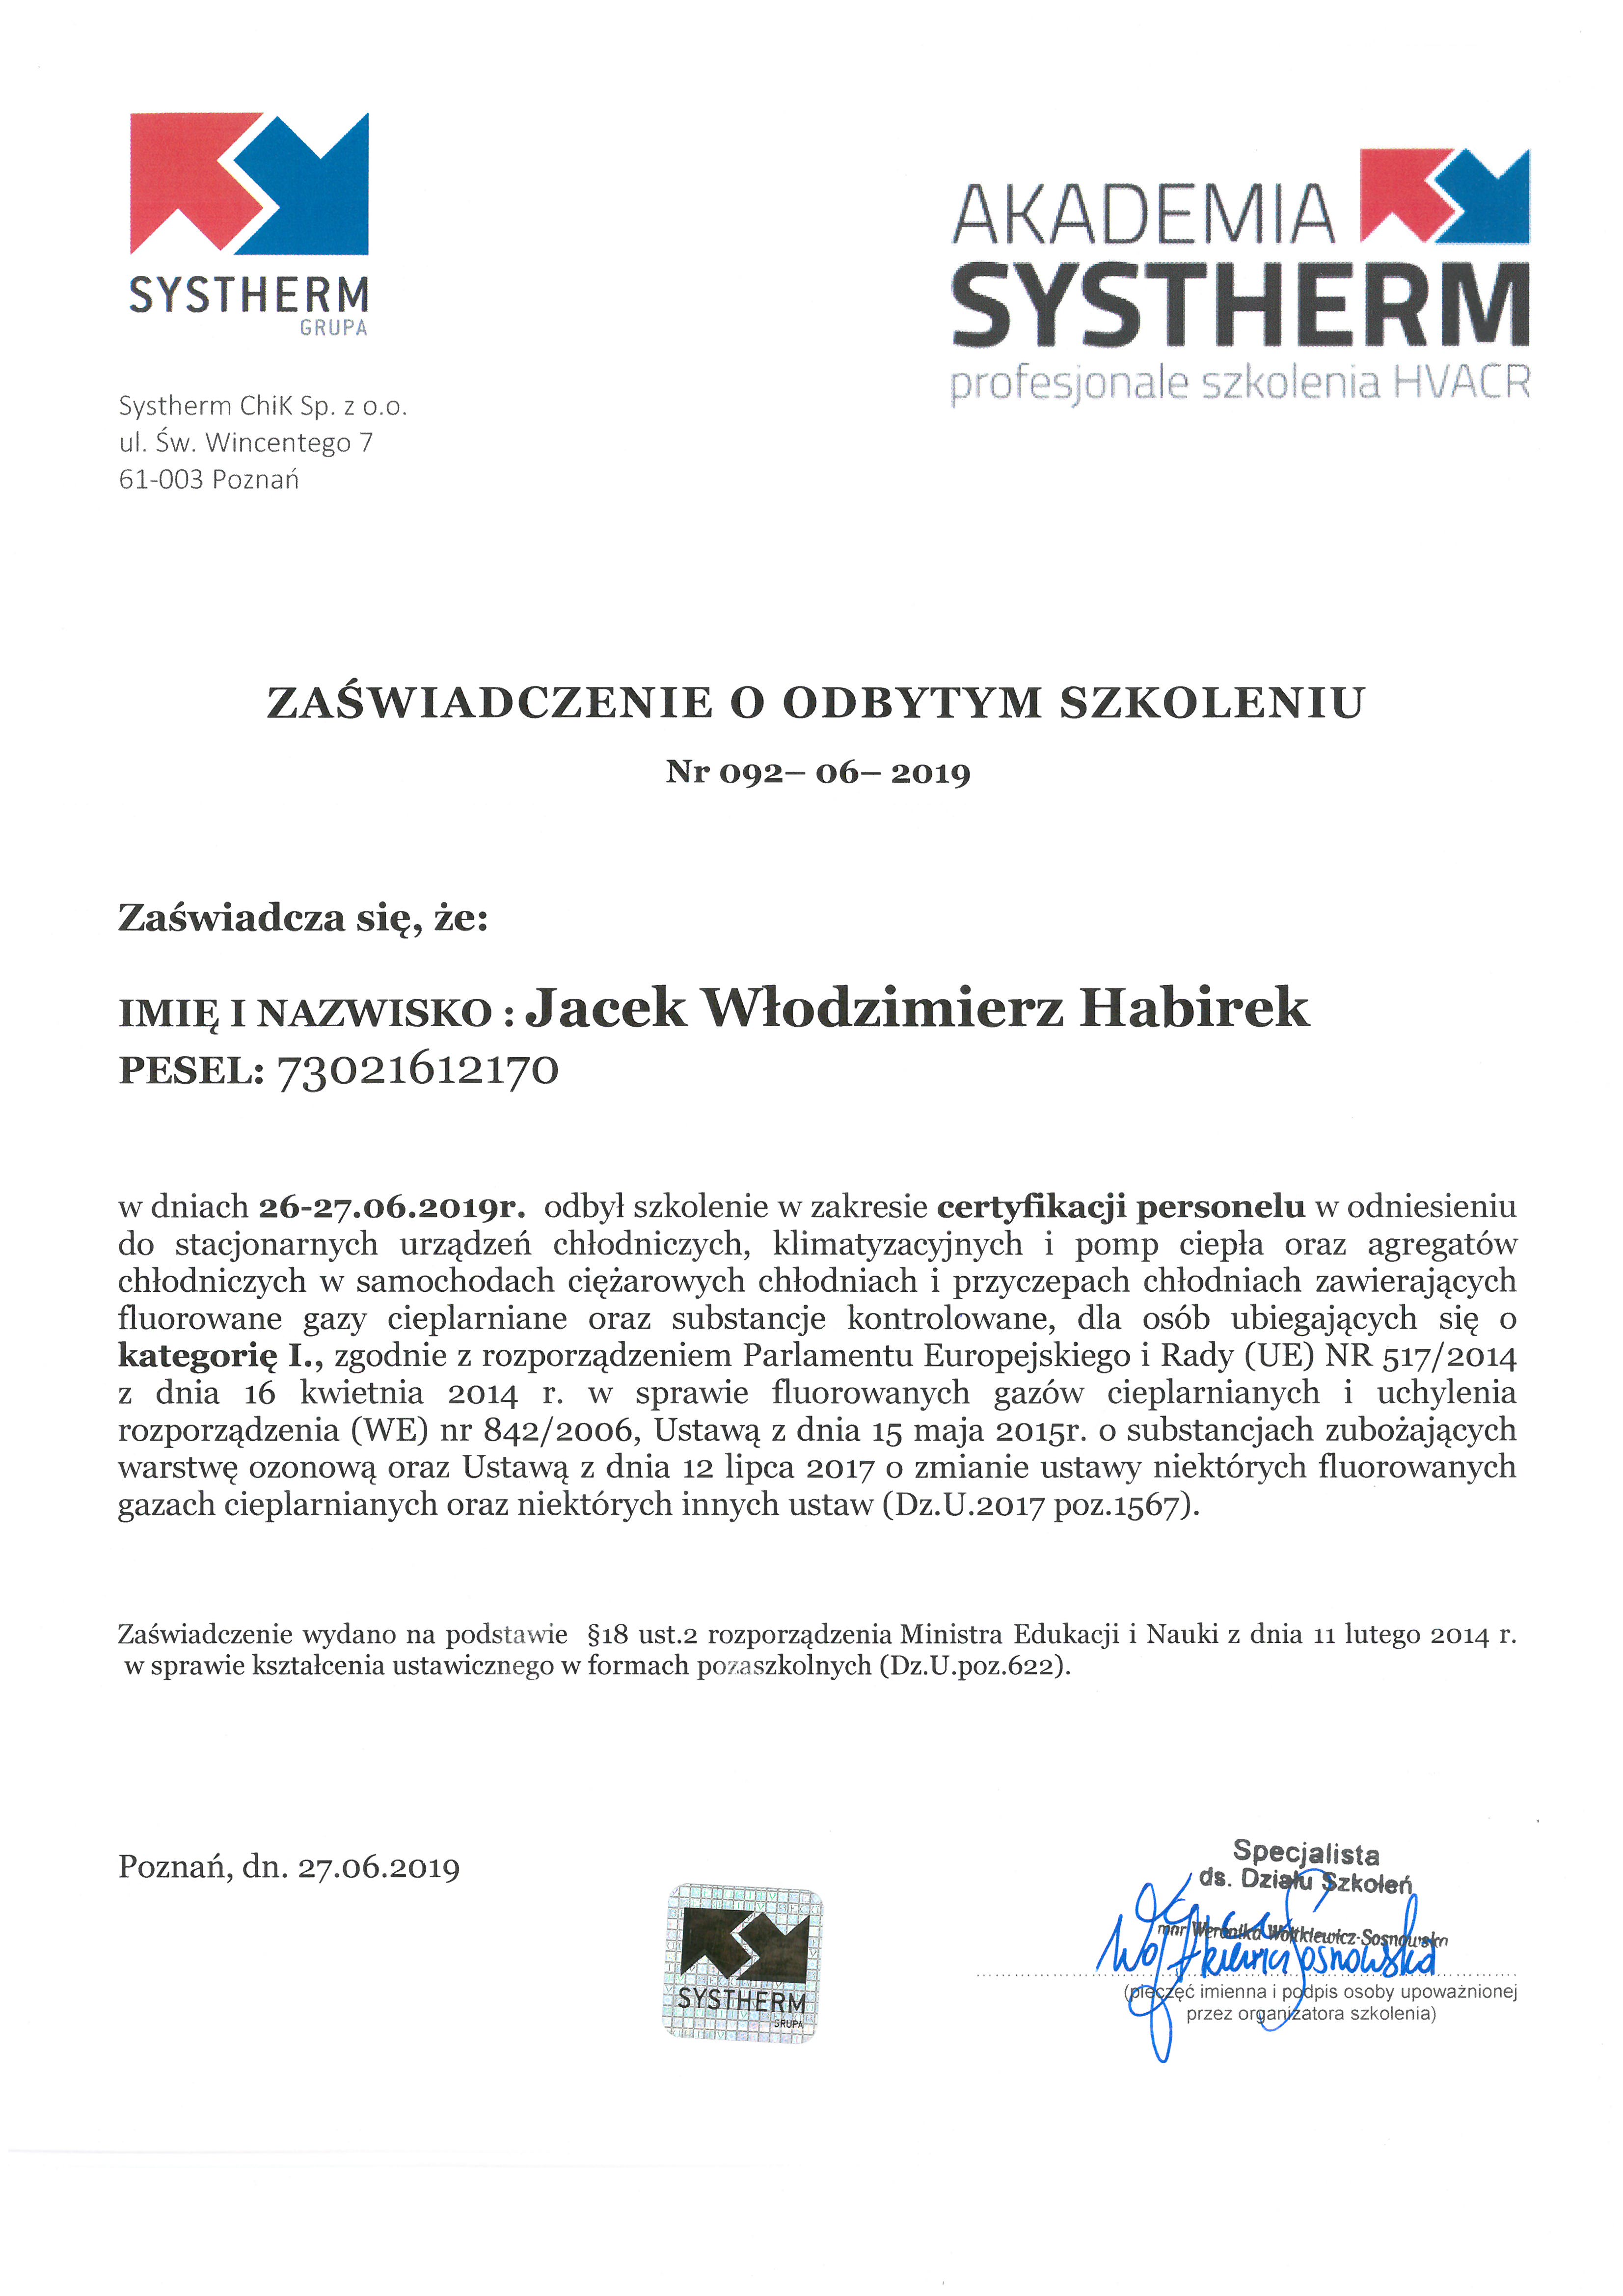 SYSTHERM
GRUPA
AKADEMIA
SYSTHERM
profesjonale szkolenia HVACR
Systherm ChiK Sp. z o.o.
ul. Św. Wincentego 7
61-003 Poznań
ZAŚWIADCZENIE O ODBYTYM SZKOLENIU
Nr 092– 06– 2019
Zaświadcza się, że:
IMIĘ I NAZWISKO : Jacek Włodzimierz Habirek
PESEL: 73021612170
w dniach 26-27.06.2019r. odbył szkolenie w zakresie certyfikacji personelu w odniesieniu
do stacjonarnych urządzeń chłodniczych, klimatyzacyjnych i pomp ciepła oraz agregatów
chłodniczych w samochodach ciężarowych chłodniach i przyczepach chłodniach zawierających
fluorowane gazy cieplarniane oraz substancje kontrolowane, dla osób ubiegających się o
kategorię I., zgodnie z rozporządzeniem Parlamentu Europejskiego i Rady (UE) NR 517/2014
z dnia 16 kwietnia 2014 r. w sprawie fluorowanych gazów cieplarnianych i uchylenia
rozporządzenia (WE) nr 842/2006, Ustawą z dnia 15 maja 2015r. o substancjach zubożających
warstwę ozonową oraz Ustawą z dnia 12 lipca 2017 o zmianie ustawy niektórych fluorowanych
gazach cieplarnianych oraz niektórych innych ustaw (Dz.U.2017 poz.1567).
Zaświadczenie wydano na podstawie §18 ust.2 rozporządzenia Ministra Edukacji i Nauki z dnia 11 lutego 2014 r.
w sprawie kształcenia ustawicznego w formach pozaszkolnych (Dz.U.poz.622).
Poznań, dn. 27.06.2019
Specjalista
ds. Działu Szkoleń
mgr Weronika Wojtkiewicz-Sosnowska
(pieczęć imienna i podpis osoby upoważnionej
przez organizatora szkolenia)
SYSTHERM
GRUPA